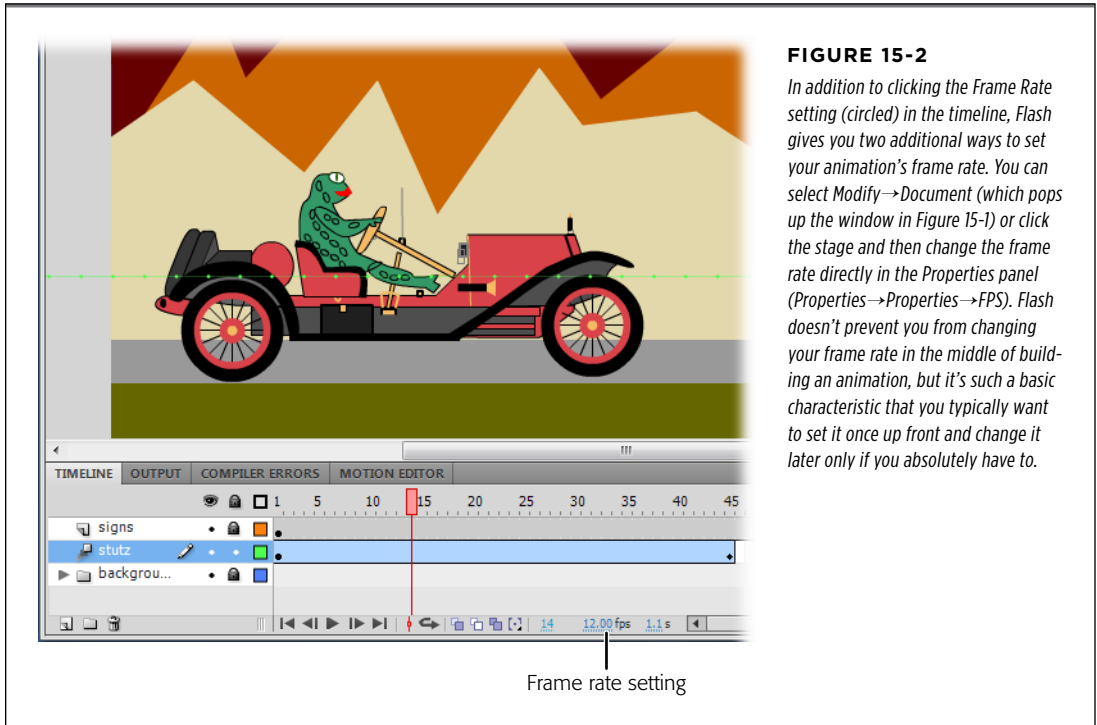 FIGURE 15-2
In addition to clicking the Frame Rate
setting (circled) in the timeline, Flash
gives you two additional ways to set
your animation's frame rate. You can
select Modify→Document (which pops
up the window in Figure 15-1) or click
the stage and then change the frame
rate directly in the Properties panel
(Properties→Properties→FPS). Flash
doesn't prevent you from changing
your frame rate in the middle of build-
ing an animation, but it's such a basic
characteristic that you typically want
to set it once up front and change it
later only if you absolutely have to.
TIMELINE OUTPUT COMPILER ERRORS MOTION EDITOR
1 5 10 15 20 25 30 35 40 45
signs
stutz
backgrou...
14 12.00 fps 1.1 s
Frame rate setting